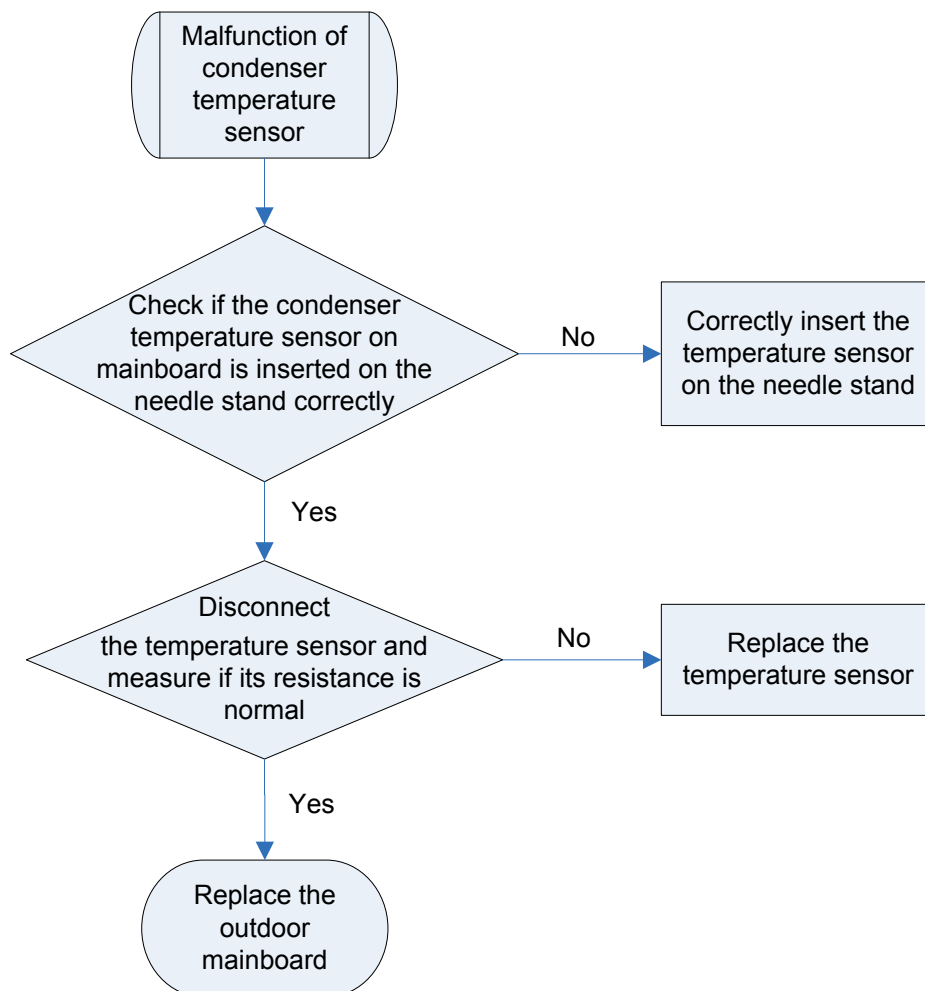 Malfunction of
condenser
temperature
sensor
Check if the condenser
temperature sensor on
mainboard is inserted on the
needle stand correctly
No
Correctly insert the
temperature sensor
on the needle stand
Yes
Disconnect
the temperature sensor and
measure if its resistance is
normal
No
Replace the
temperature sensor
Yes
Replace the
outdoor
mainboard